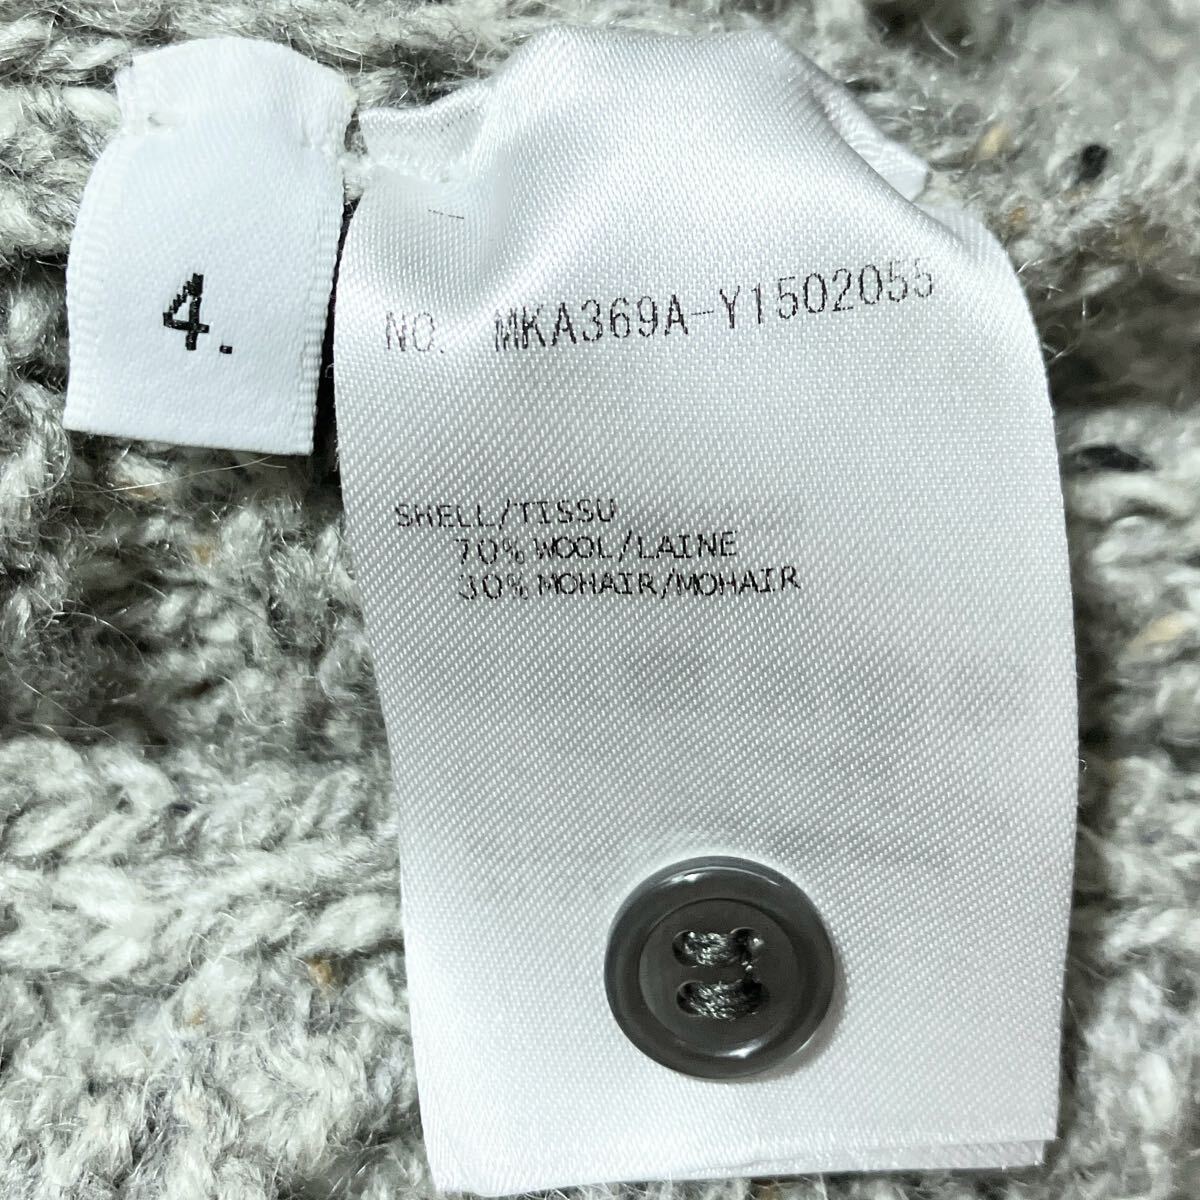 4.
NO. MKA369A-Y1502055
SHELL/TISSU
70% WOOL/LAINE
30% MOHAIR/MOHAIR